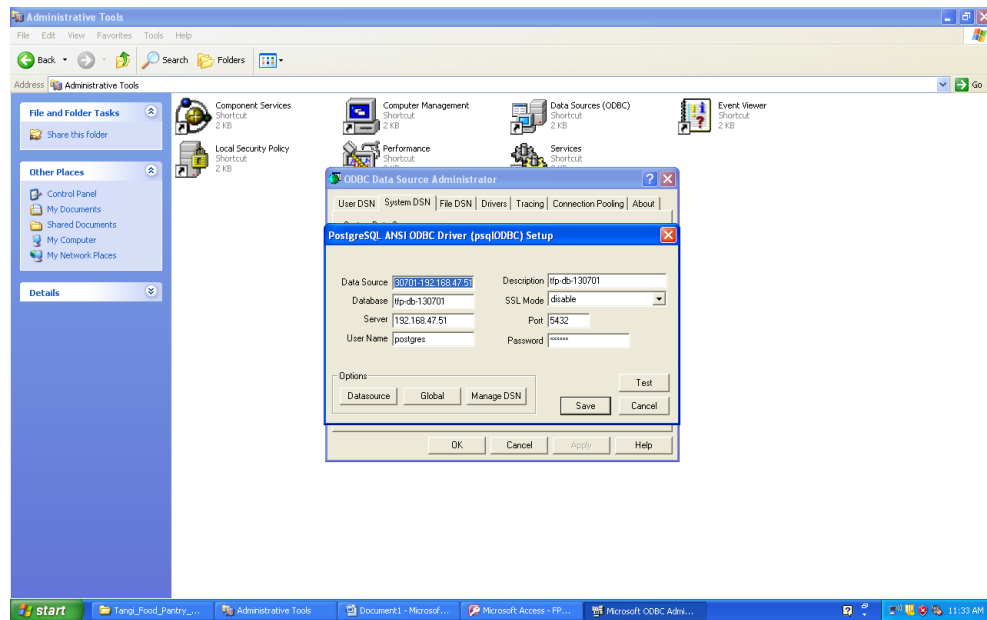 Administrative Tools
File Edit View Favorites Tools Help
Back Search Folders
Address Administrative Tools Go
File and Folder Tasks
Share this folder
Other Places
Control Panel
My Documents
Shared Documents
My Computer
My Network Places
Details
Component Services
Shortcut
2 KB
Computer Management
Shortcut
2 KB
Data Sources (ODBC)
Shortcut
2 KB
Event Viewer
Shortcut
2 KB
Local Security Policy
Shortcut
2 KB
Performance
Shortcut
Services
Shortcut
ODBC Data Source Administrator
User DSN System DSN File DSN Drivers Tracing Connection Pooling About
PostgreSQL ANSI ODBC Driver (psqlODBC) Setup
Data Source 30701-192.168.47.51 Description tfp-db-130701
Database tfp-db-130701 SSL Mode disable
Server 192.168.47.51 Port 5432
User Name postgres Password xxxxxx
Options
Datasource Global Manage DSN
Test
Save Cancel
OK Cancel Apply Help
start Tangi_Food_Pantry_... Administrative Tools Document1 - Microsof... Microsoft Access - FP... Microsoft ODBC Admi... 11:33 AM